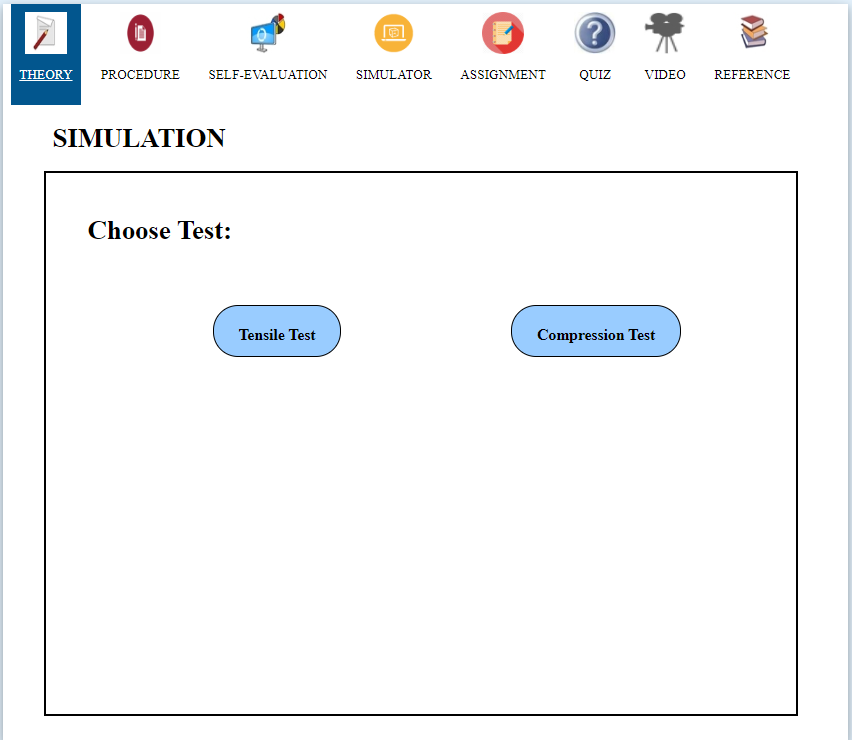 THEORY PROCEDURE SELF-EVALUATION SIMULATOR ASSIGNMENT QUIZ VIDEO REFERENCE
SIMULATION
Choose Test:
Tensile Test Compression Test